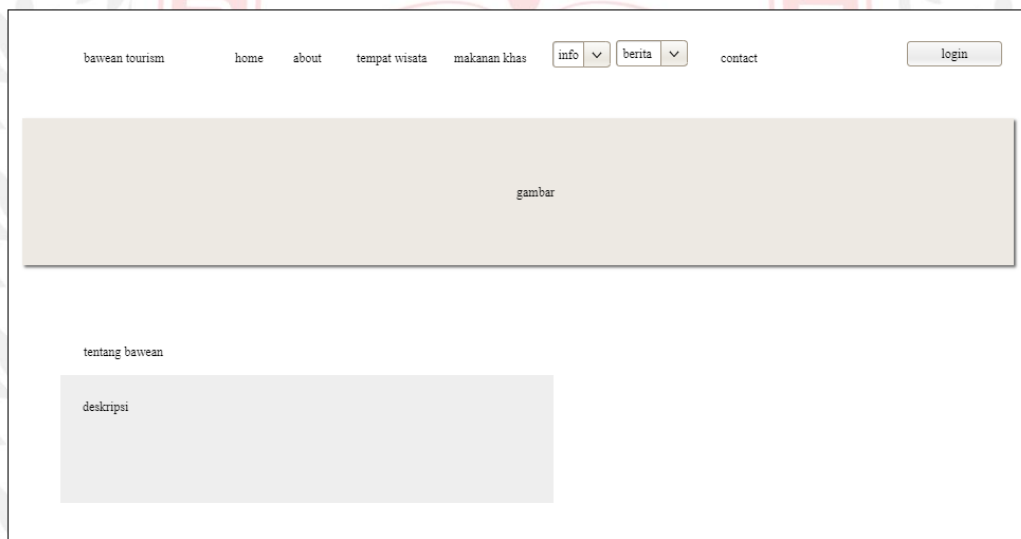 bawean tourism home about tempat wisata makanan khas info berita contact login
gambar
tentang bawean
deskripsi